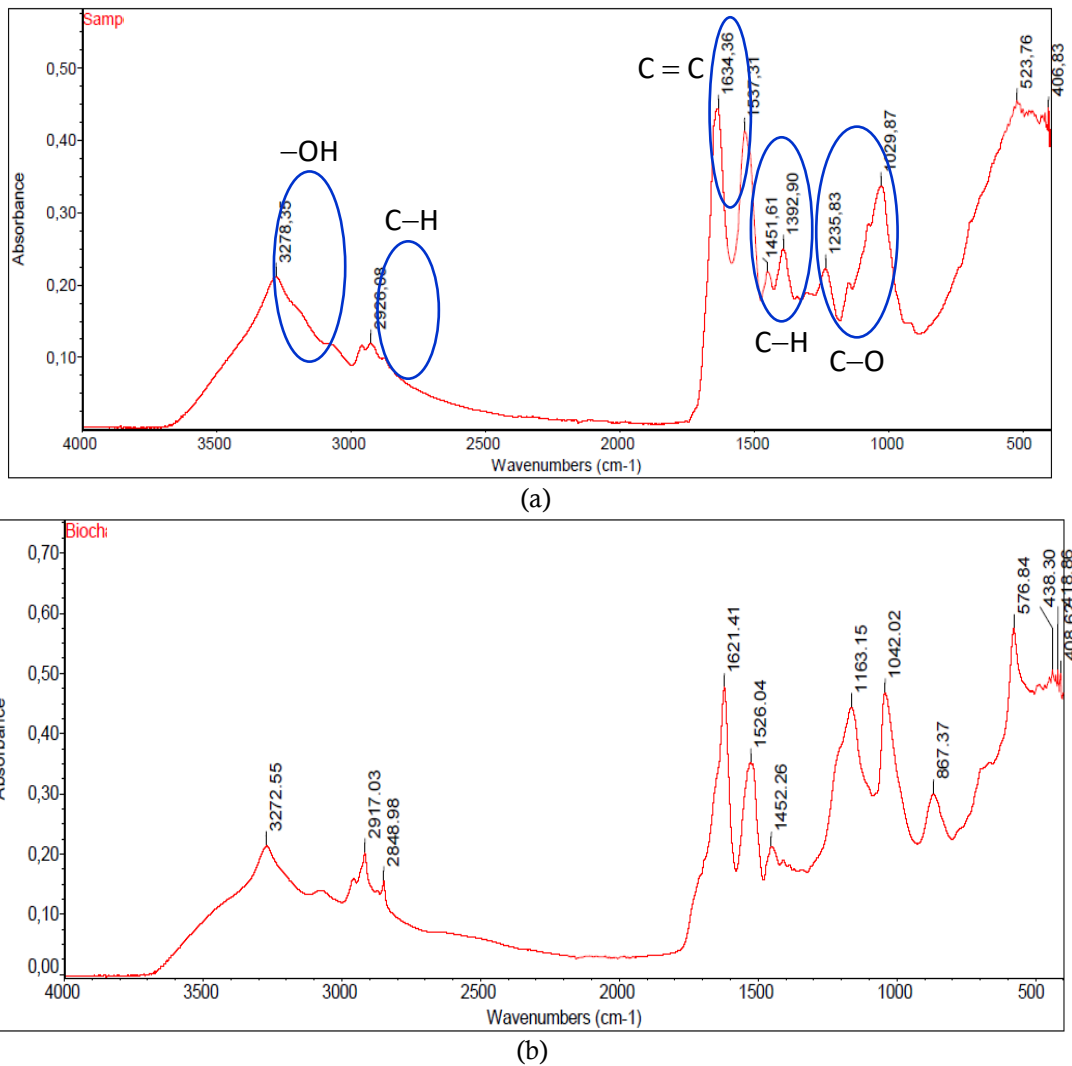 Samp
C = C
1634,36
1537,31
523,76
406,83
0,50
0,40
0,30
0,20
0,10
Absorbance
−OH
3278,35
C−H
2928,08
1451,61
1392,90
1235,83
1029,87
C−H
C−O
4000 3500 3000 2500 2000 1500 1000 500
Wavenumbers (cm-1)
(a)
Bioch
0,70
0,60
0,50
0,40
0,30
0,20
0,10
0,00
Absorbance
3272.55
2917.03
2848.98
1621.41
1526.04
1452.26
1163.15
1042.02
867.37
576.84
438.30
418.86
4000 3500 3000 2500 2000 1500 1000 500
Wavenumbers (cm-1)
(b)